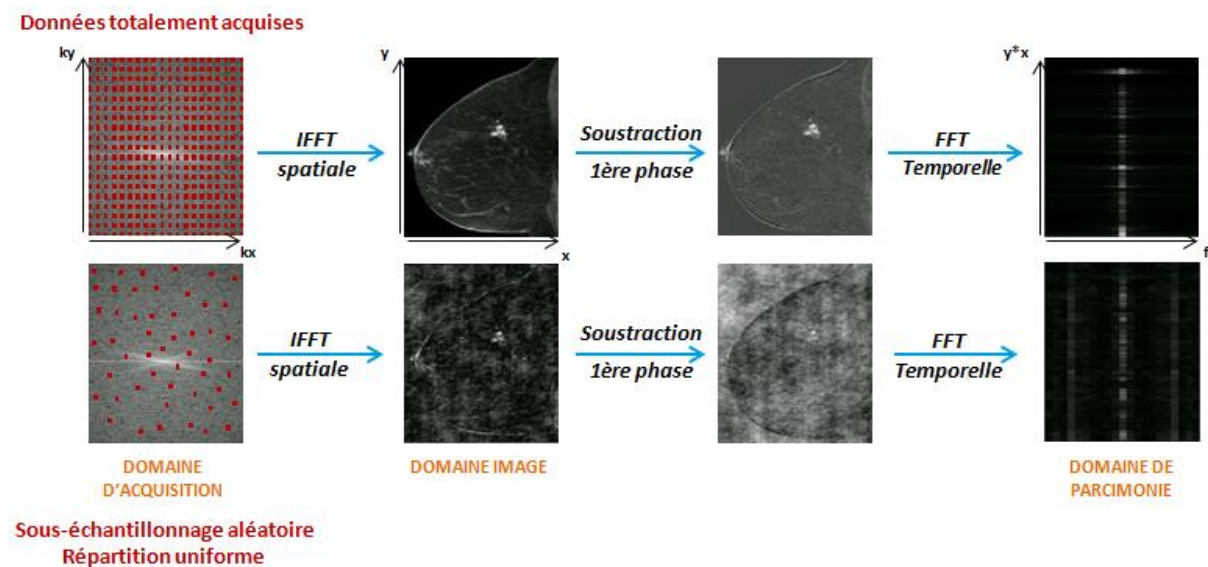 Données totalement acquises
ky
y
y*x
IFFT
spatiale
Soustraction
1ère phase
FFT
Temporelle
kx
x
f
IFFT
spatiale
Soustraction
1ère phase
FFT
Temporelle
DOMAINE
D'ACQUISITION
DOMAINE IMAGE
DOMAINE DE
PARCIMONIE
Sous-échantillonnage aléatoire
Répartition uniforme